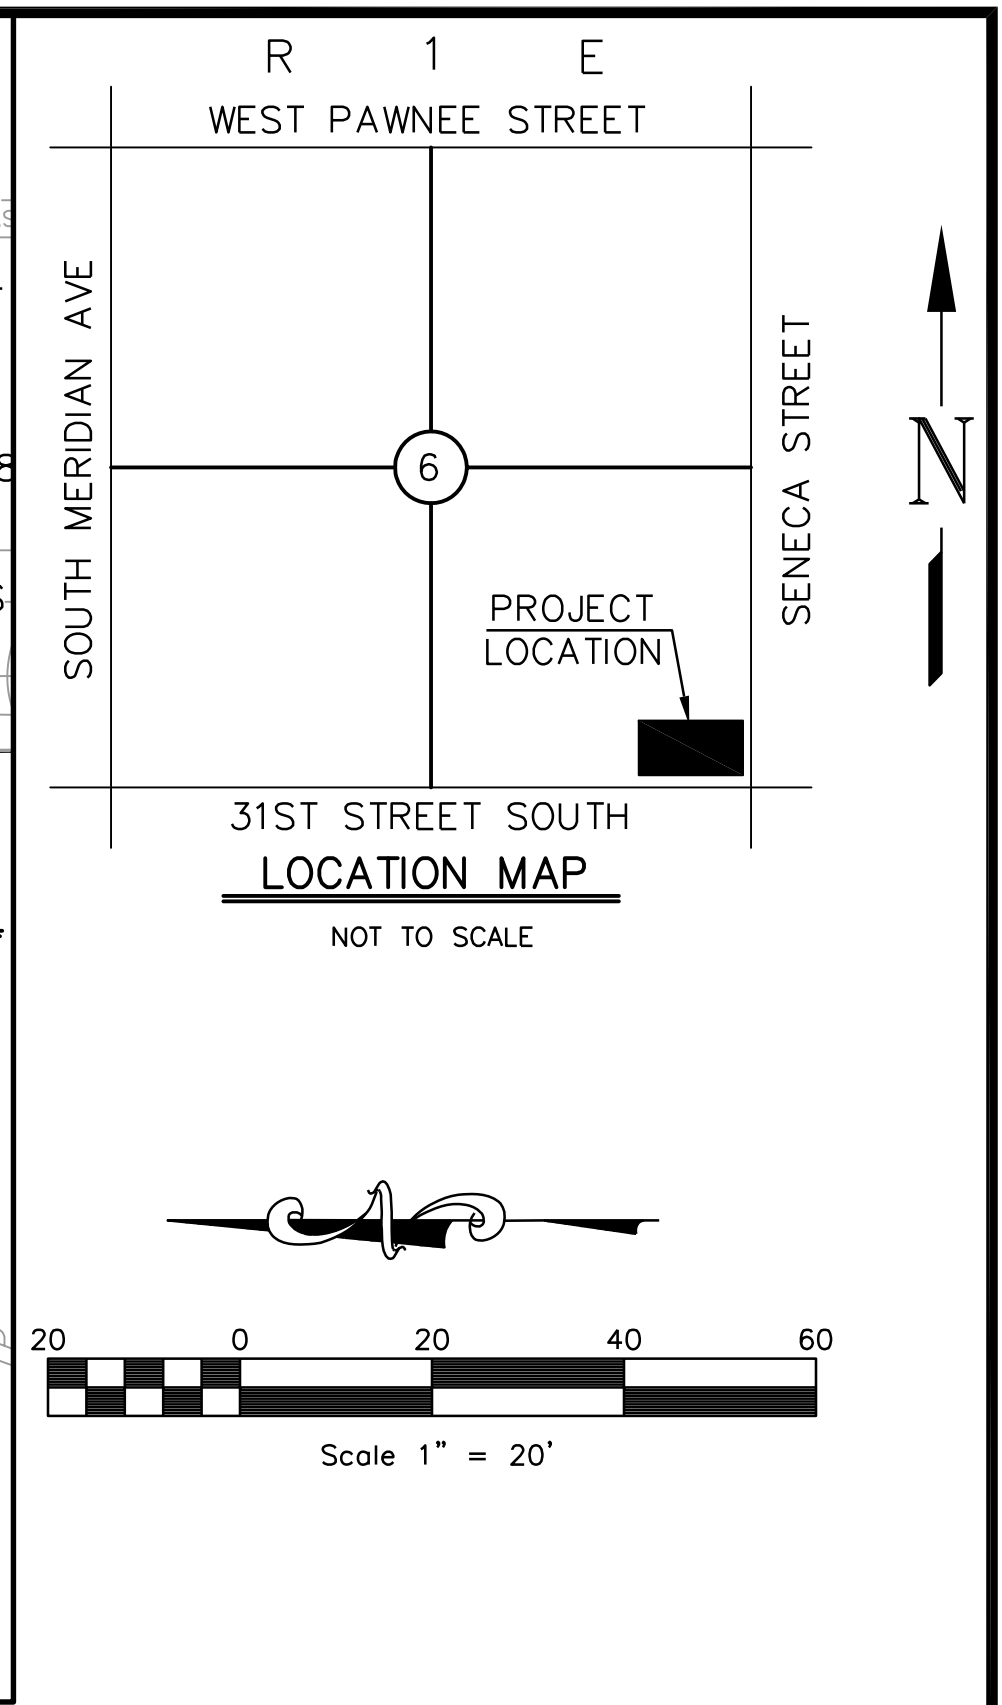 R 1 E
WEST PAWNEE STREET
SOUTH MERIDIAN AVE
SENECA STREET
N
6
PROJECT
LOCATION
31ST STREET SOUTH
LOCATION MAP
NOT TO SCALE
N
20 0 20 40 60
Scale 1" = 20'